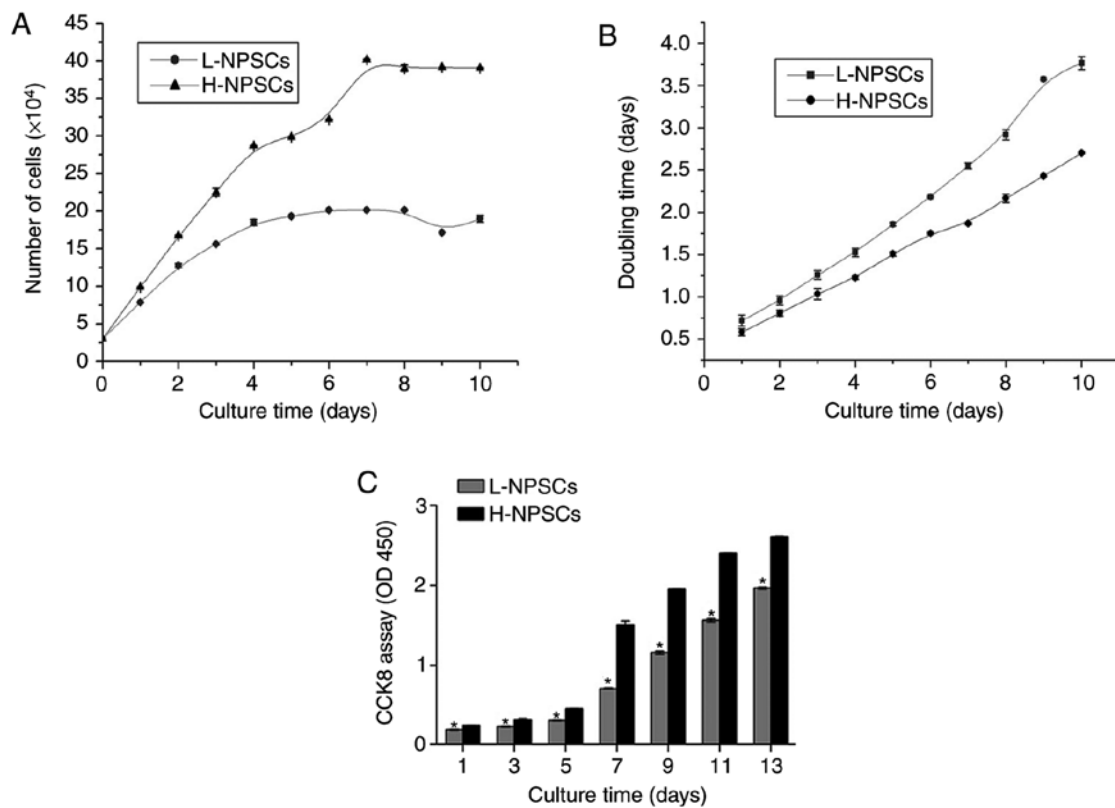 A
L-NPSCs
H-NPSCs
Number of cells (×10⁴)
45
40
35
30
25
20
15
10
5
0
0 2 4 6 8 10
Culture time (days)
B
L-NPSCs
H-NPSCs
Doubling time (days)
4.0
3.5
3.0
2.5
2.0
1.5
1.0
0.5
0 2 4 6 8 10
Culture time (days)
C
L-NPSCs
H-NPSCs
CCK8 assay (OD 450)
3
2
1
0
* * * * * * *
1 3 5 7 9 11 13
Culture time (days)